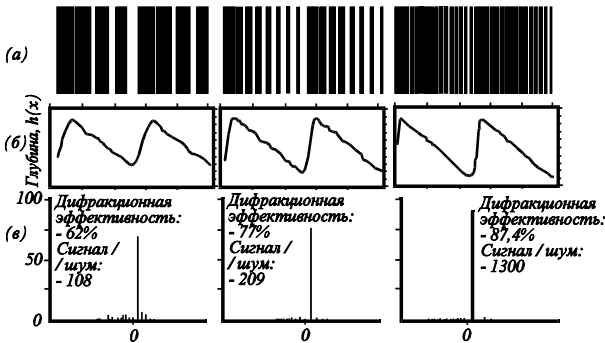 (а)
(б)
Глубина, h(x)
(в)
100
50
0
Дифракционная
эффективность:
- 62%
Сигнал /
/ шум:
- 108
0
Дифракционная
эффективность:
- 77%
Сигнал /
/ шум:
- 209
0
Дифракционная
эффективность:
- 87,4%
Сигнал /
/ шум:
- 1300
0